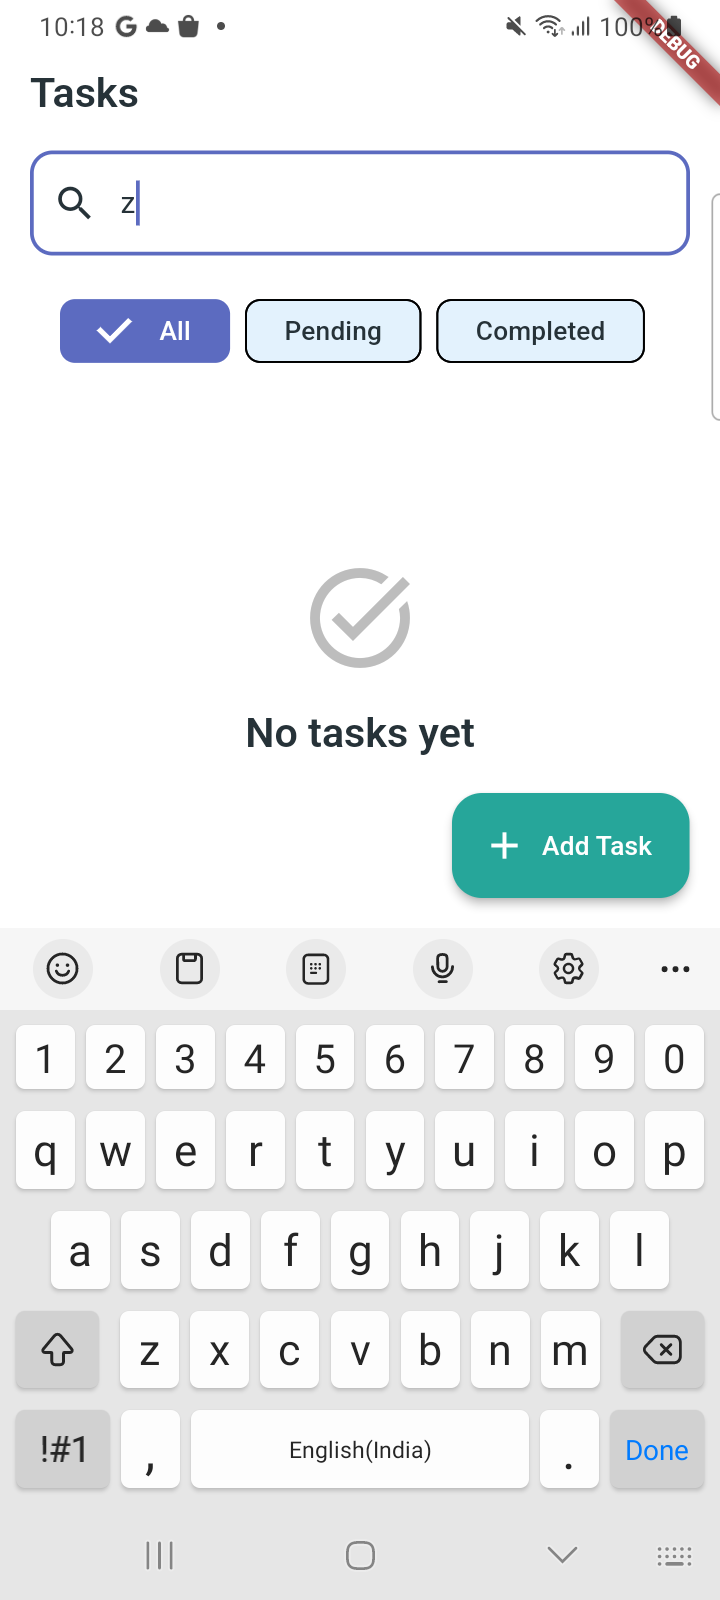 10:18 G 100%
DEBUG
Tasks
z
All Pending Completed
No tasks yet
+ Add Task
1 2 3 4 5 6 7 8 9 0
q w e r t y u i o p
a s d f g h j k l
z x c v b n m
!#1 , English(India) . Done